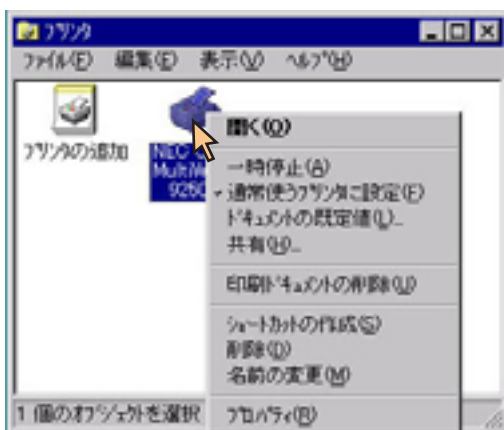 プリンタ
ファイル(F) 編集(E) 表示(V) ヘルプ(H)
プリンタの追加
NEC
MultiWr
9260
開く(O)
一時停止(A)
通常使うプリンタに設定(F)
ドキュメントの既定値(L)...
共有(H)...
印刷ドキュメントの削除(U)
ショートカットの作成(S)
削除(D)
名前の変更(M)
プロパティ(R)
1 個のオブジェクトを選択